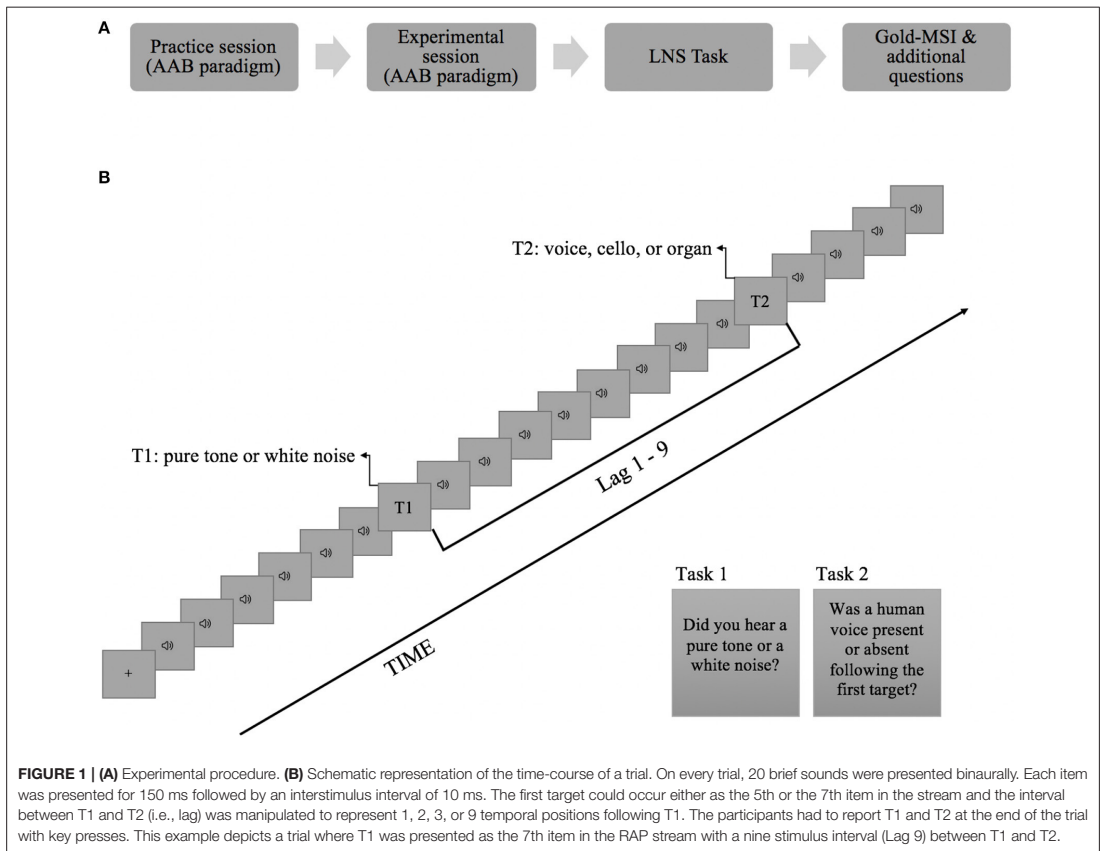 A
Practice session
(AAB paradigm)
Experimental
session
(AAB paradigm)
LNS Task
Gold-MSI &
additional
questions
B
T2: voice, cello, or organ
T2
T1: pure tone or white noise
T1
Lag 1 - 9
TIME
+
Task 1
Did you hear a
pure tone or a
white noise?
Task 2
Was a human
voice present
or absent
following the
first target?
FIGURE 1 | (A) Experimental procedure. (B) Schematic representation of the time-course of a trial. On every trial, 20 brief sounds were presented binaurally. Each item
was presented for 150 ms followed by an interstimulus interval of 10 ms. The first target could occur either as the 5th or the 7th item in the stream and the interval
between T1 and T2 (i.e., lag) was manipulated to represent 1, 2, 3, or 9 temporal positions following T1. The participants had to report T1 and T2 at the end of the trial
with key presses. This example depicts a trial where T1 was presented as the 7th item in the RAP stream with a nine stimulus interval (Lag 9) between T1 and T2.